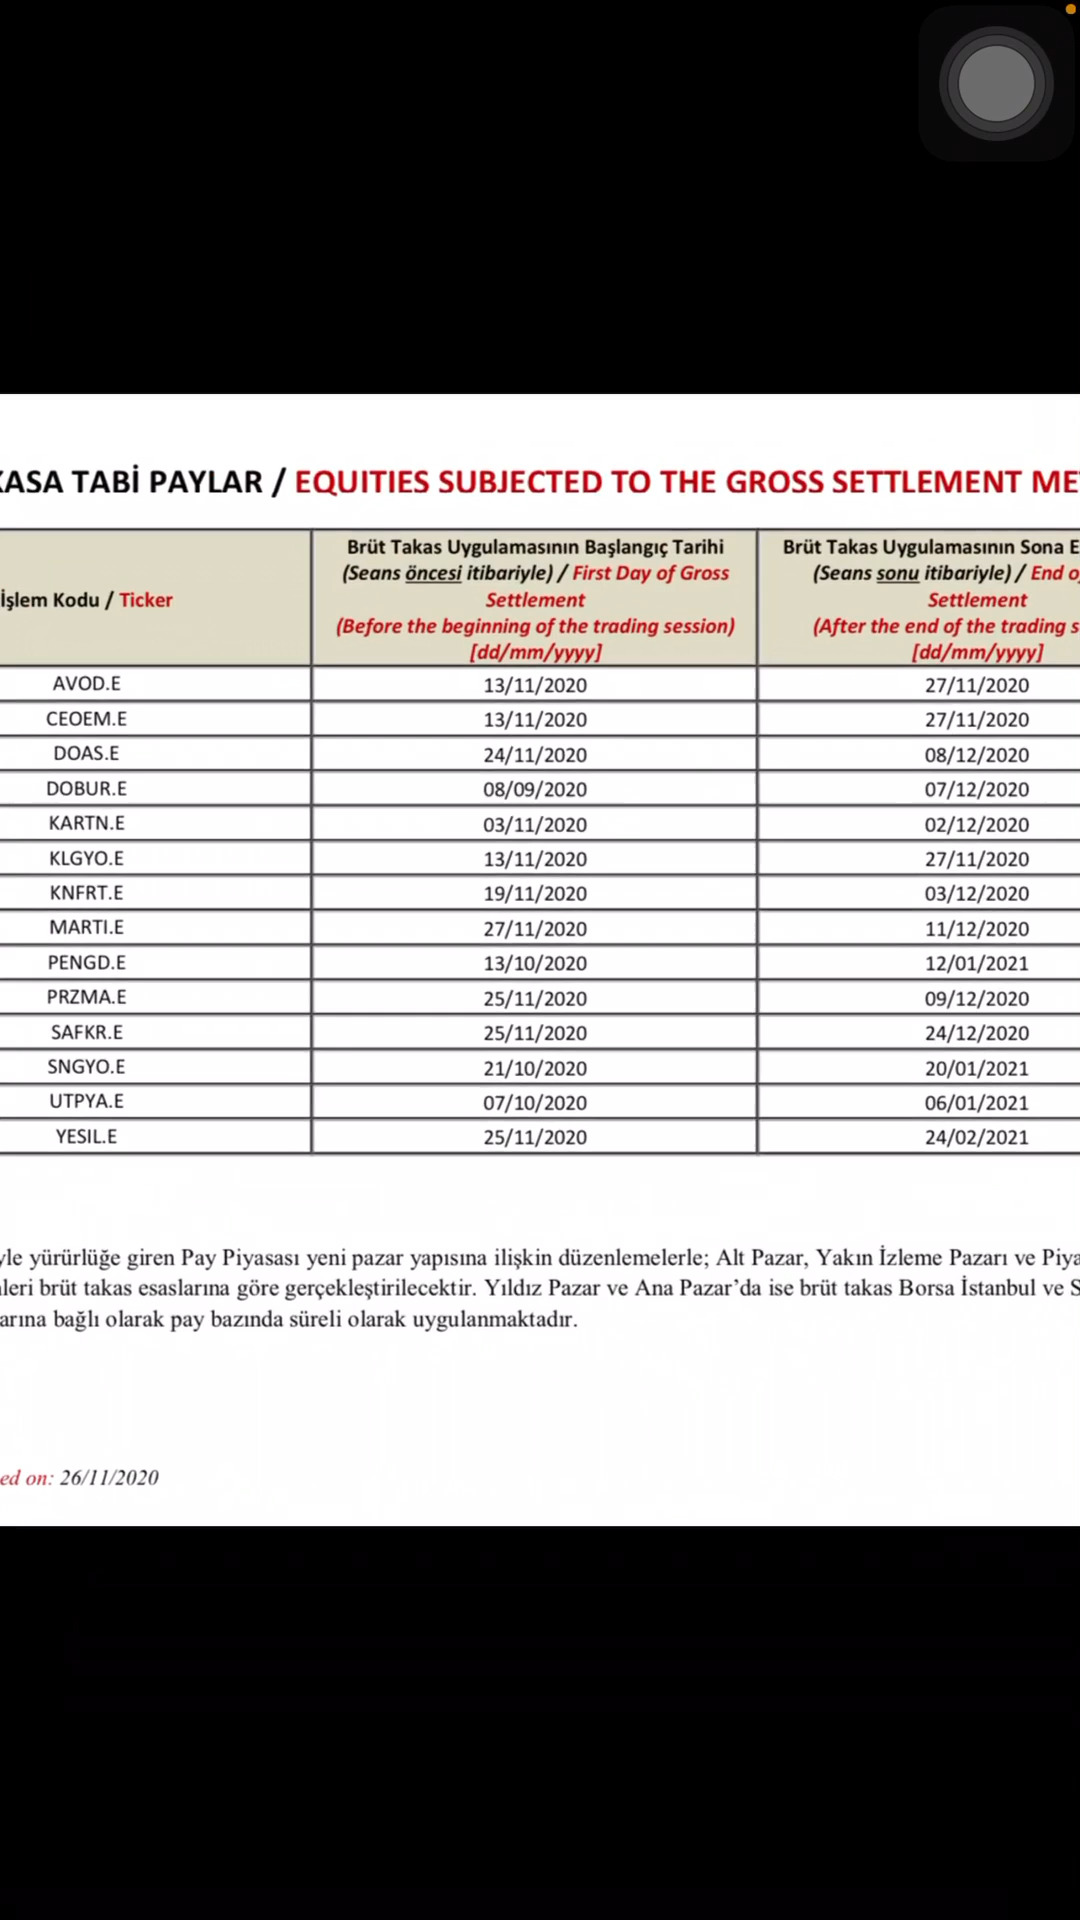 KASA TABİ PAYLAR / EQUITIES SUBJECTED TO THE GROSS SETTLEMENT ME
İşlem Kodu / Ticker
Brüt Takas Uygulamasının Başlangıç Tarihi
(Seans öncesi itibariyle) / First Day of Gross
Settlement
(Before the beginning of the trading session)
[dd/mm/yyyy]
Brüt Takas Uygulamasının Sona E
(Seans sonu itibariyle) / End o
Settlement
(After the end of the trading s
[dd/mm/yyyy]
AVOD.E 13/11/2020 27/11/2020
CEOEM.E 13/11/2020 27/11/2020
DOAS.E 24/11/2020 08/12/2020
DOBUR.E 08/09/2020 07/12/2020
KARTN.E 03/11/2020 02/12/2020
KLGYO.E 13/11/2020 27/11/2020
KNFRT.E 19/11/2020 03/12/2020
MARTI.E 27/11/2020 11/12/2020
PENGD.E 13/10/2020 12/01/2021
PRZMA.E 25/11/2020 09/12/2020
SAFKR.E 25/11/2020 24/12/2020
SNGYO.E 21/10/2020 20/01/2021
UTPYA.E 07/10/2020 06/01/2021
YESIL.E 25/11/2020 24/02/2021
yle yürürlüğe giren Pay Piyasası yeni pazar yapısına ilişkin düzenlemelerle; Alt Pazar, Yakın İzleme Pazarı ve Piya
leri brüt takas esaslarına göre gerçekleştirilecektir. Yıldız Pazar ve Ana Pazar'da ise brüt takas Borsa İstanbul ve S
arına bağlı olarak pay bazında süreli olarak uygulanmaktadır.
ed on: 26/11/2020